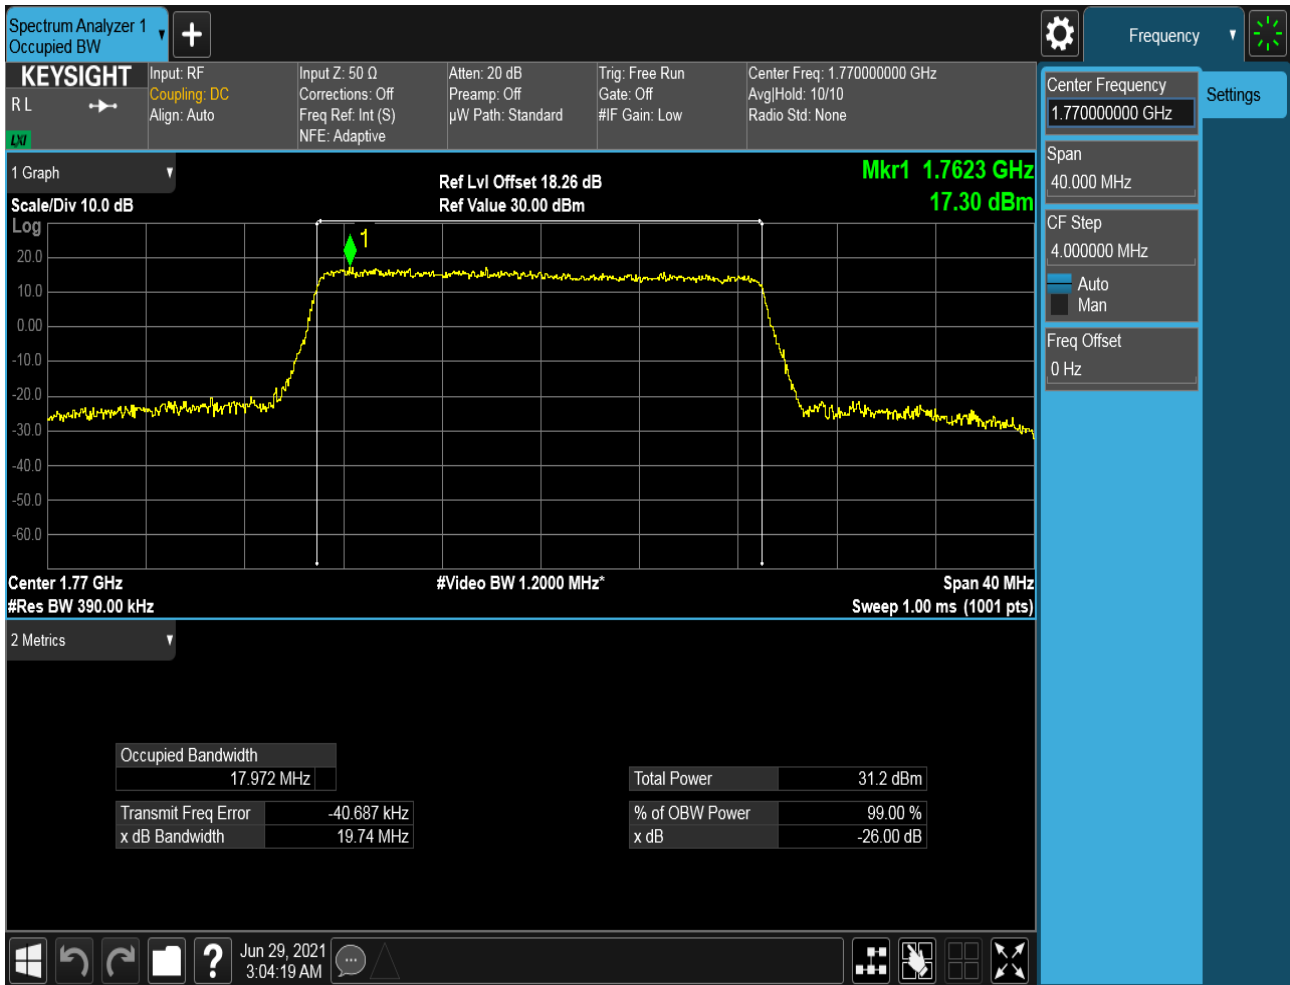 Spectrum Analyzer 1
Occupied BW
Frequency
KEYSIGHT
R L
LXI
Input: RF
Coupling: DC
Align: Auto
Input Z: 50 Ω
Corrections: Off
Freq Ref: Int (S)
NFE: Adaptive
Atten: 20 dB
Preamp: Off
µW Path: Standard
Trig: Free Run
Gate: Off
#IF Gain: Low
Center Freq: 1.770000000 GHz
Avg|Hold: 10/10
Radio Std: None
Center Frequency
1.770000000 GHz
Settings
Span
40.000 MHz
CF Step
4.000000 MHz
Auto
Man
Freq Offset
0 Hz
1 Graph
Scale/Div 10.0 dB
Log
Ref Lvl Offset 18.26 dB
Ref Value 30.00 dBm
Mkr1 1.7623 GHz
17.30 dBm
1
20.0
10.0
0.00
-10.0
-20.0
-30.0
-40.0
-50.0
-60.0
Center 1.77 GHz
#Video BW 1.2000 MHz*
Span 40 MHz
#Res BW 390.00 kHz
Sweep 1.00 ms (1001 pts)
2 Metrics
Occupied Bandwidth
17.972 MHz
Transmit Freq Error -40.687 kHz
x dB Bandwidth 19.74 MHz
Total Power 31.2 dBm
% of OBW Power 99.00 %
x dB -26.00 dB
Jun 29, 2021
3:04:19 AM